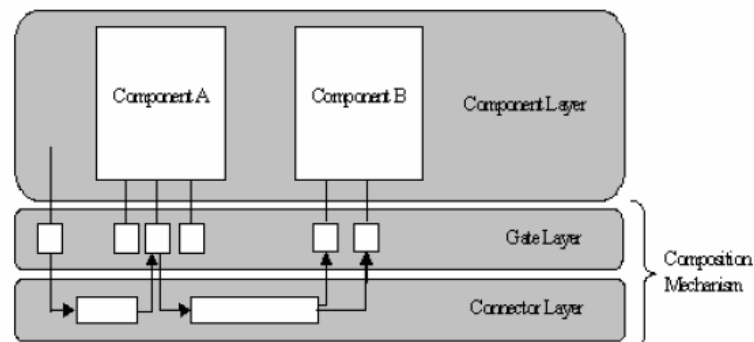 Component A
Component B
Component Layer
Gate Layer
Composition
Mechanism
Connector Layer